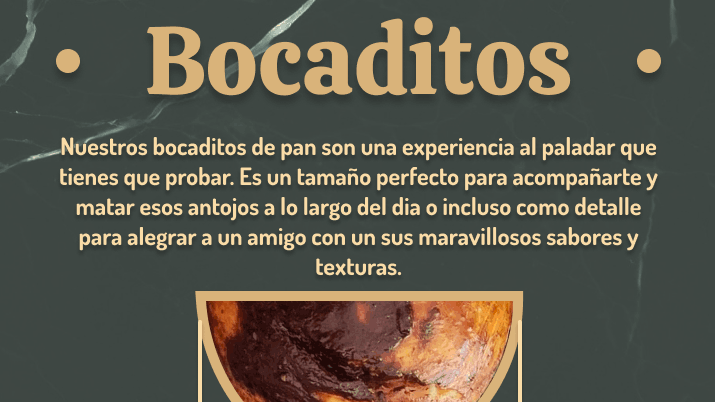 • Bocaditos •
Nuestros bocaditos de pan son una experiencia al paladar que
tienes que probar. Es un tamaño perfecto para acompañarte y
matar esos antojos a lo largo del dia o incluso como detalle
para alegrar a un amigo con un sus maravillosos sabores y
texturas.